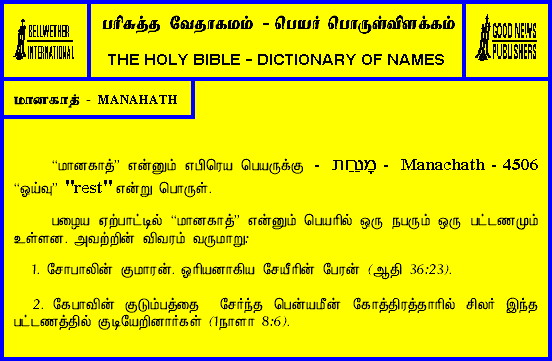 BELLWETHER
INTERNATIONAL
பரிசுத்த வேதாகமம் - பெயர் பொருள்விளக்கம்
THE HOLY BIBLE - DICTIONARY OF NAMES
GOOD NEWS
PUBLISHERS
மானகாத் - MANAHATH
“மானகாத்” என்னும் எபிரெய பெயருக்கு - מָנַחַת - Manachath - 4506
“ஓய்வு” "rest" என்று பொருள்.
பழைய ஏற்பாட்டில் “மானகாத்” என்னும் பெயரில் ஒரு நபரும் ஒரு பட்டணமும்
உள்ளன. அவற்றின் விவரம் வருமாறு:
1. சோபாலின் குமாரன். ஓரியனாகிய சேயீரின் பேரன் (ஆதி 36:23).
2. கேபாவின் குடும்பத்தை சேர்ந்த பென்யமீன் கோத்திரத்தாரில் சிலர் இந்த
பட்டணத்தில் குடியேறினார்கள் (1நாளா 8:6).